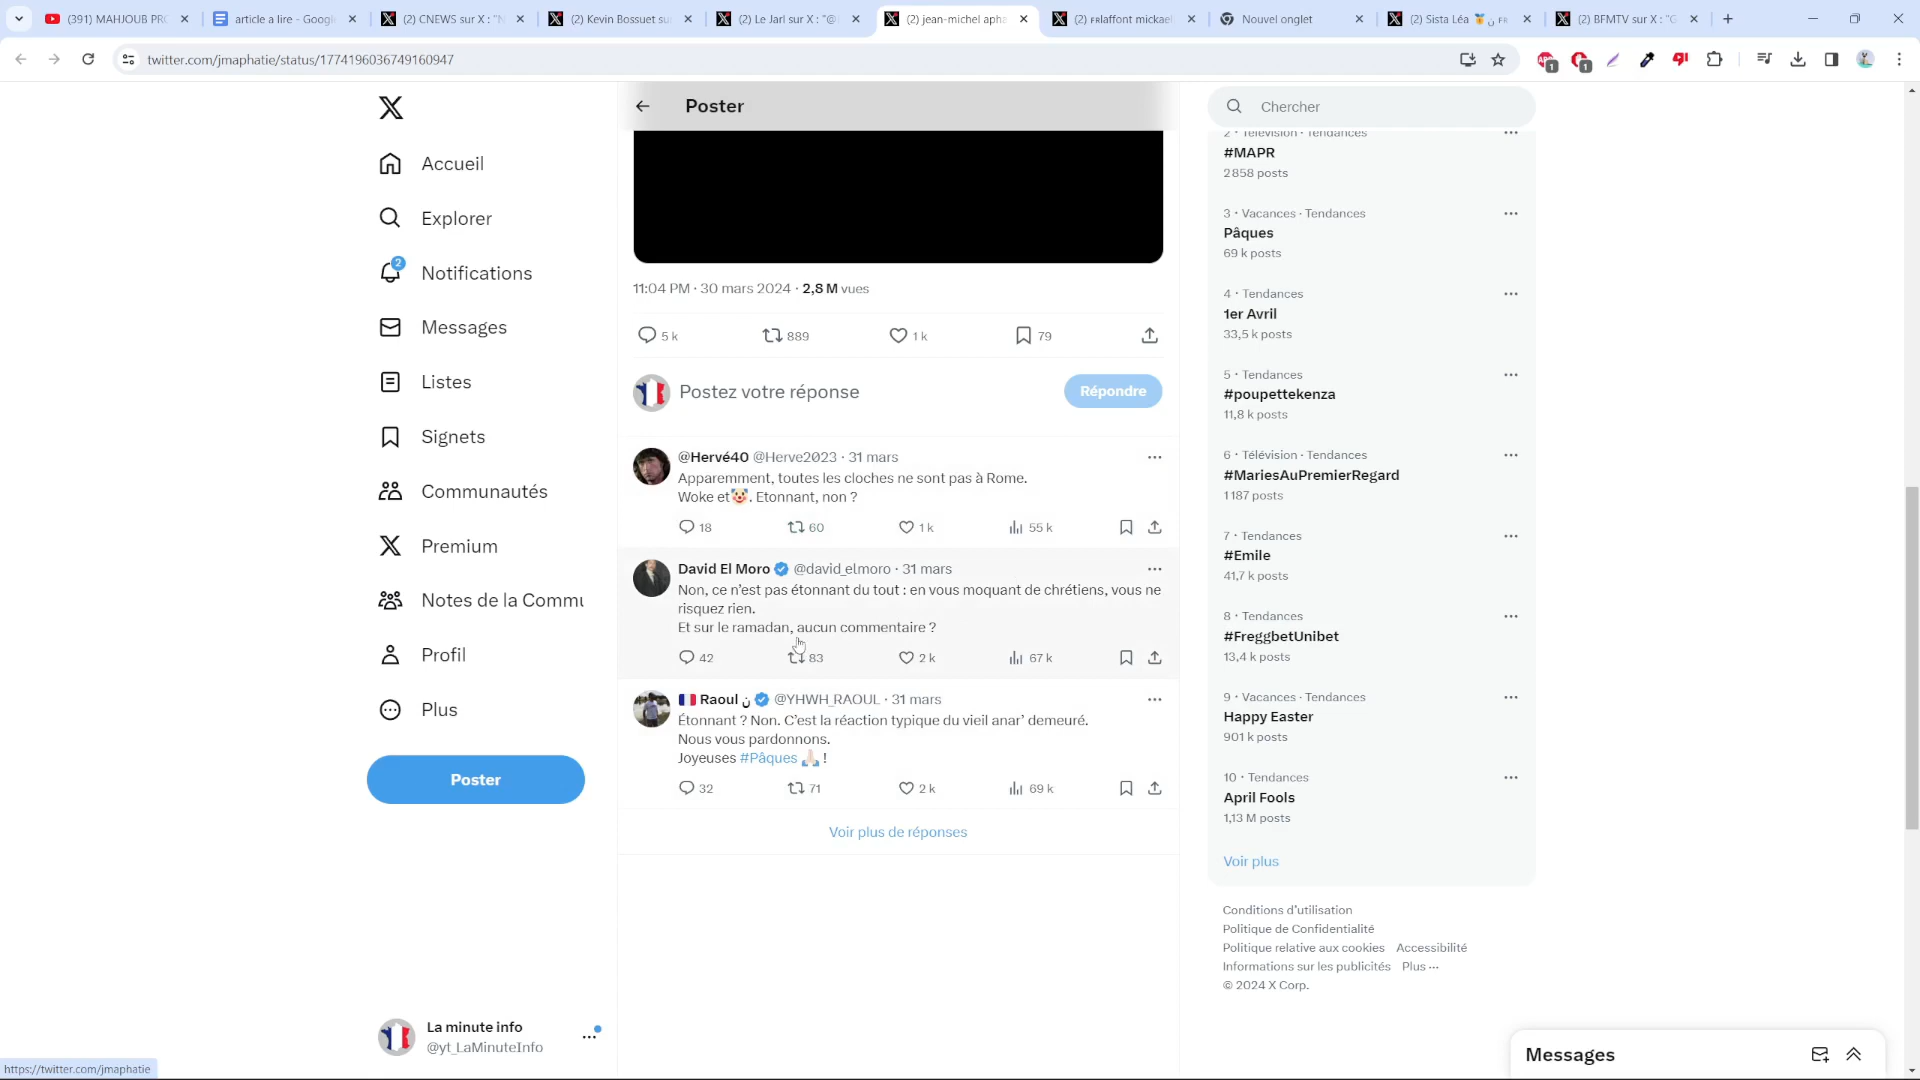 (391) MAHJOUB PR
article a lire - Googl
(2) CNEWS sur X : "N
(2) Kevin Bossuet su
(2) Le Jarl sur X : "@
(2) jean-michel apha
(2) FRlaffont mickael
Nouvel onglet
(2) Sista Léa 🏅ن FR
(2) BFMTV sur X : "G
twitter.com/jmaphatie/status/1774196036749160947
1
1
Accueil
Explorer
2
Notifications
Messages
Listes
Signets
Communautés
Premium
Notes de la Commu
Profil
Plus
Poster
La minute info
@yt_LaMinuteInfo
https://twitter.com/jmaphatie
Poster
11:04 PM · 30 mars 2024 · 2,8 M vues
5 k 889 1 k 79
Postez votre réponse
Répondre
@Hervé40 @Herve2023 · 31 mars
Apparemment, toutes les cloches ne sont pas à Rome.
Woke et🤡. Etonnant, non ?
18 60 1 k 55 k
David El Moro @david_elmoro · 31 mars
Non, ce n’est pas étonnant du tout : en vous moquant de chrétiens, vous ne
risquez rien.
Et sur le ramadan, aucun commentaire ?
42 83 2 k 67 k
🇫🇷 Raoul ن @YHWH_RAOUL · 31 mars
Étonnant ? Non. C’est la réaction typique du vieil anar’ demeuré.
Nous vous pardonnons.
Joyeuses #Pâques 🙏🏻 !
32 71 2 k 69 k
Voir plus de réponses
Chercher
2 · Télévision · Tendances
#MAPR
2 858 posts
3 · Vacances · Tendances
Pâques
69 k posts
4 · Tendances
1er Avril
33,5 k posts
5 · Tendances
#poupettekenza
11,8 k posts
6 · Télévision · Tendances
#MariesAuPremierRegard
1 187 posts
7 · Tendances
#Emile
41,7 k posts
8 · Tendances
#FreggbetUnibet
13,4 k posts
9 · Vacances · Tendances
Happy Easter
901 k posts
10 · Tendances
April Fools
1,13 M posts
Voir plus
Conditions d’utilisation
Politique de Confidentialité
Politique relative aux cookies Accessibilité
Informations sur les publicités Plus ···
© 2024 X Corp.
Messages